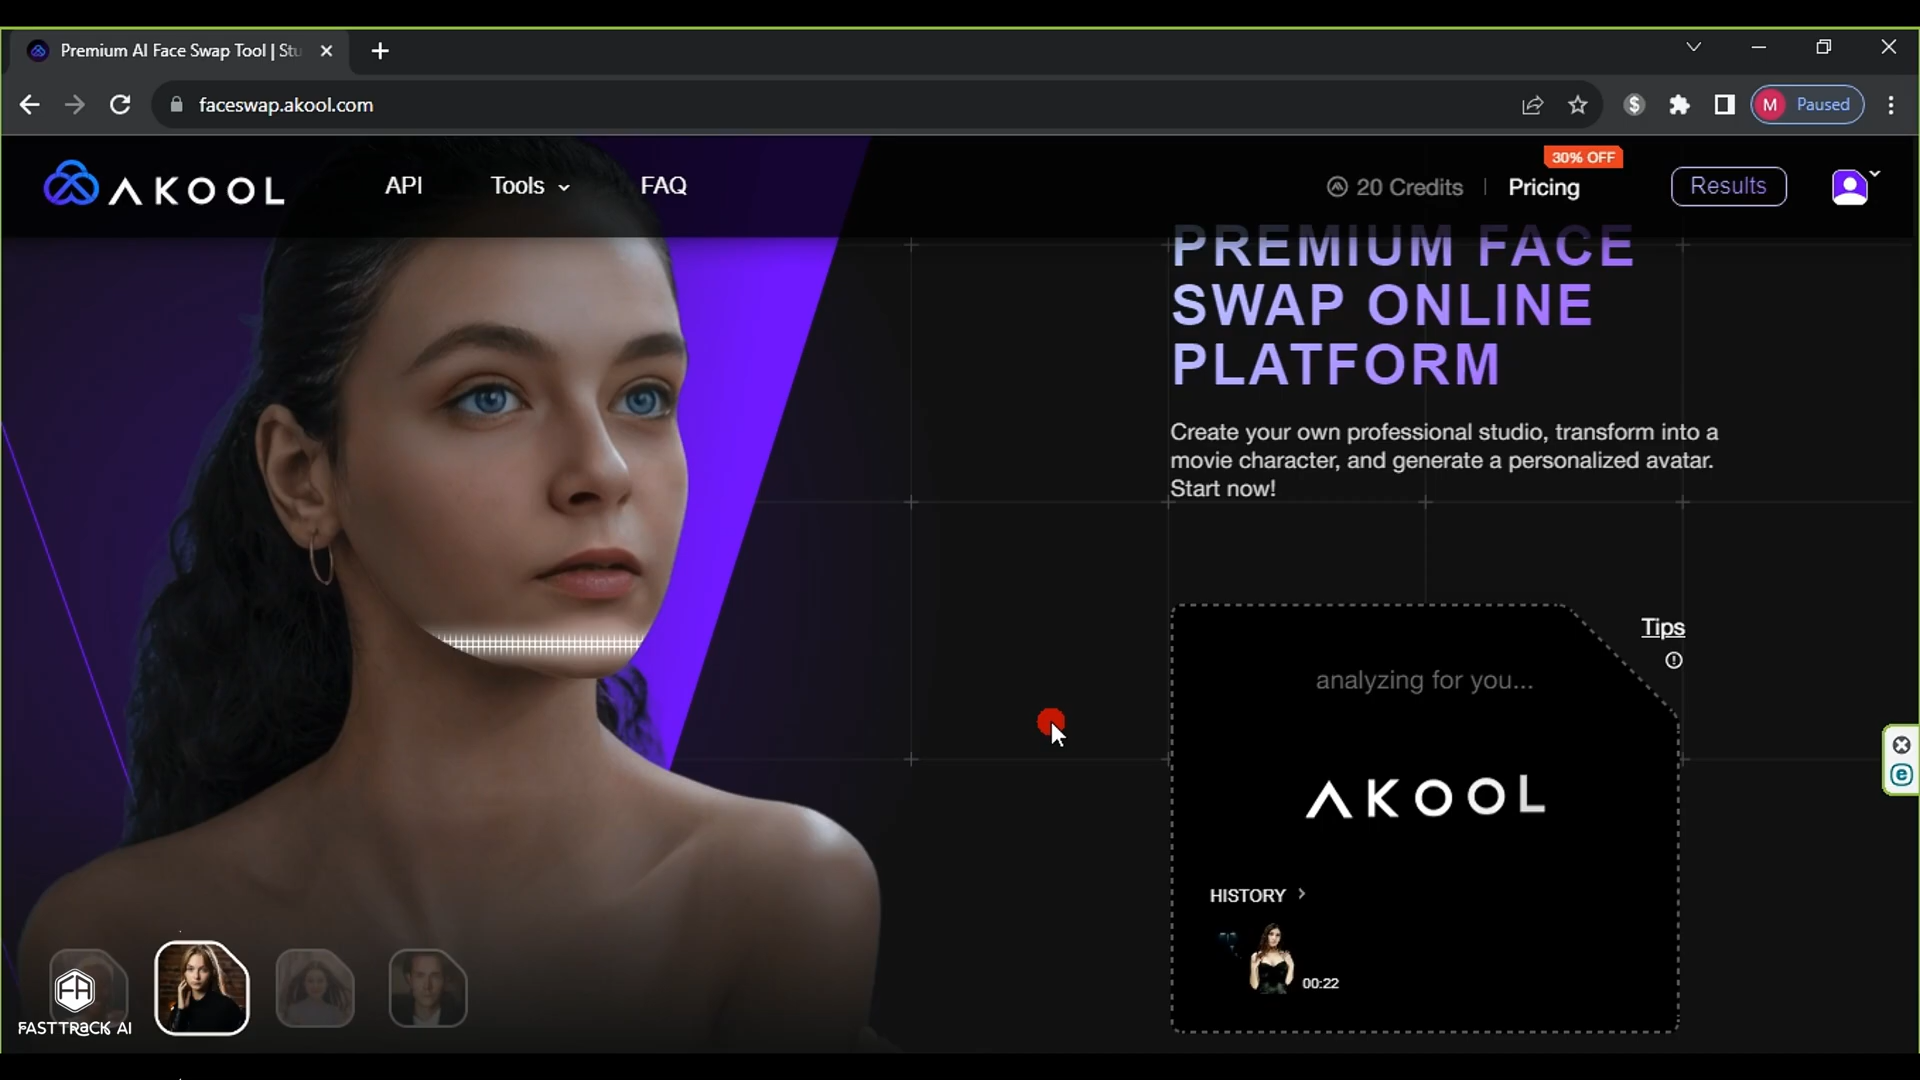 Premium AI Face Swap Tool | Stu
faceswap.akool.com
M Paused
AKOOL
API
Tools
FAQ
30% OFF
20 Credits
Pricing
Results
PREMIUM FACE
SWAP ONLINE
PLATFORM
Create your own professional studio, transform into a
movie character, and generate a personalized avatar.
Start now!
Tips
analyzing for you...
AKOOL
HISTORY
00:22
FA
FASTTRACK AI